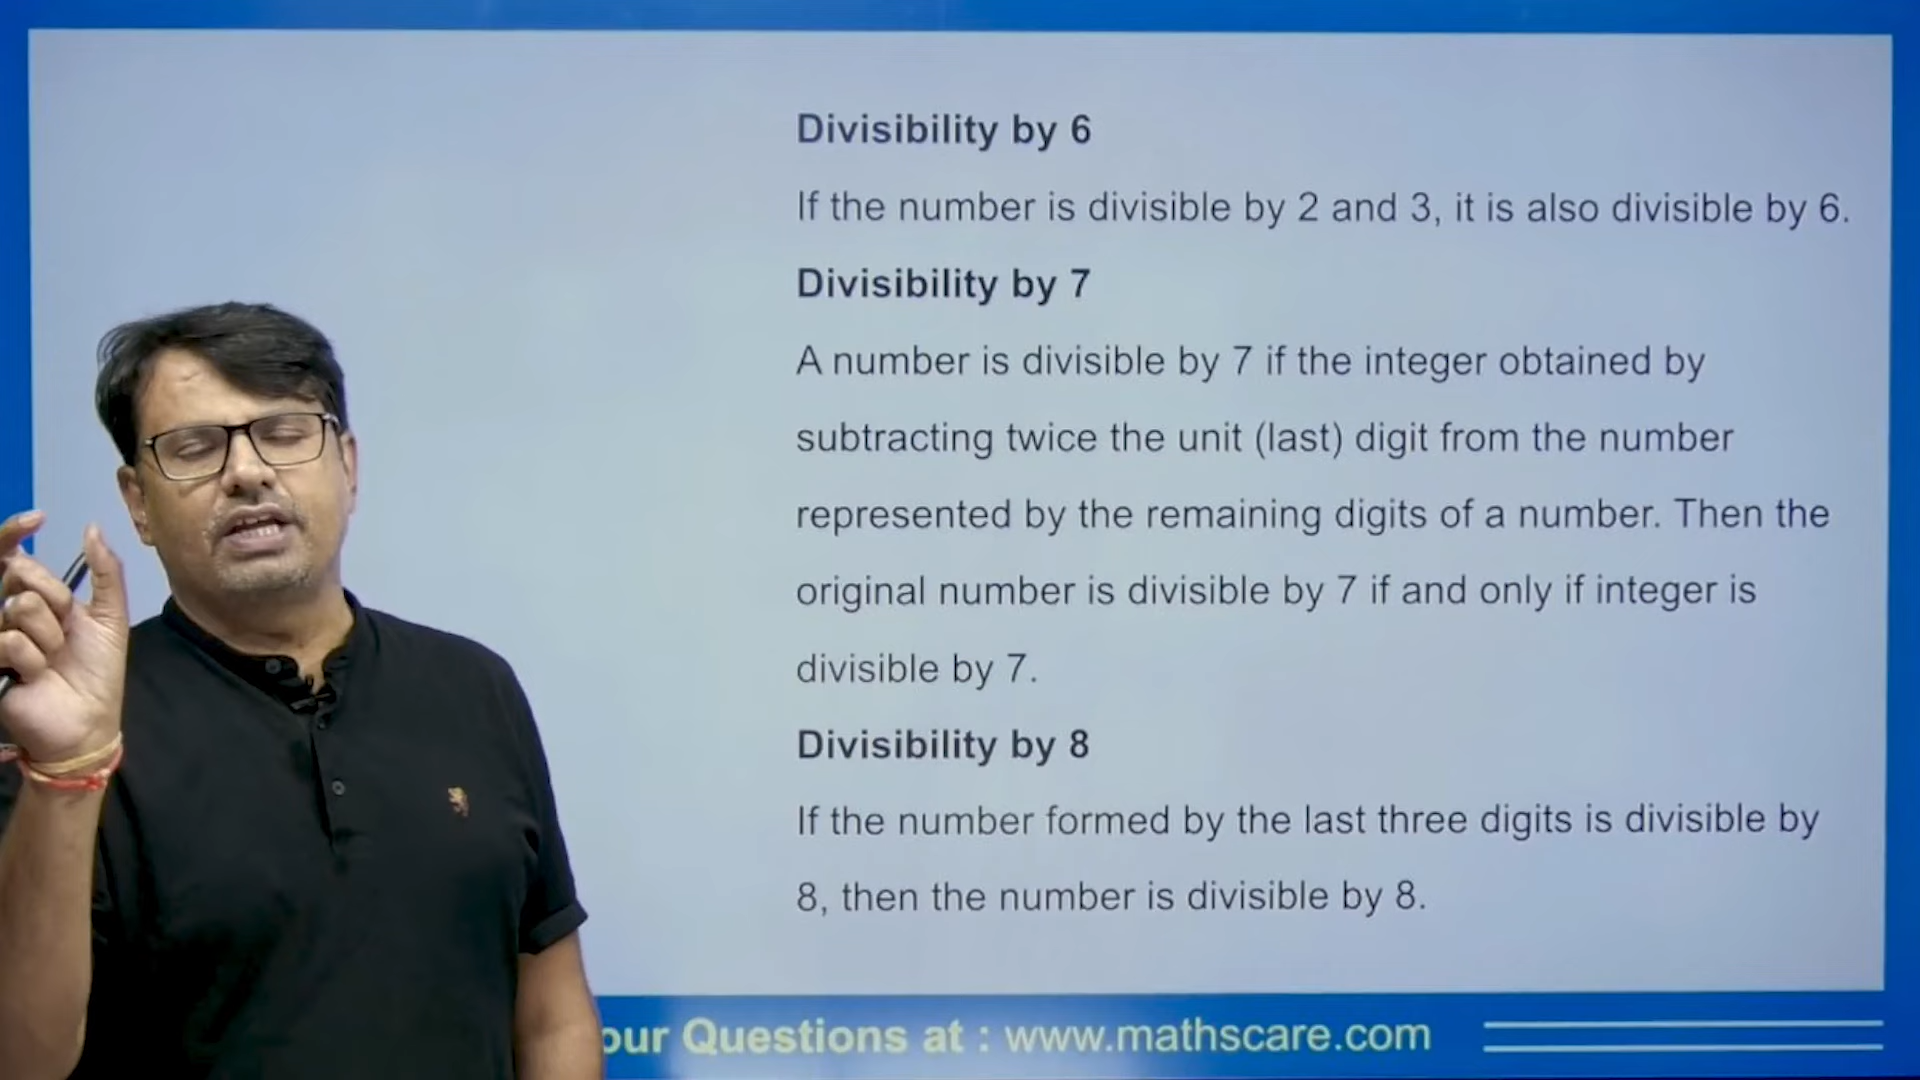 Divisibility by 6
If the number is divisible by 2 and 3, it is also divisible by 6.
Divisibility by 7
A number is divisible by 7 if the integer obtained by
subtracting twice the unit (last) digit from the number
represented by the remaining digits of a number. Then the
original number is divisible by 7 if and only if integer is
divisible by 7.
Divisibility by 8
If the number formed by the last three digits is divisible by
8, then the number is divisible by 8.
our Questions at : www.mathscare.com